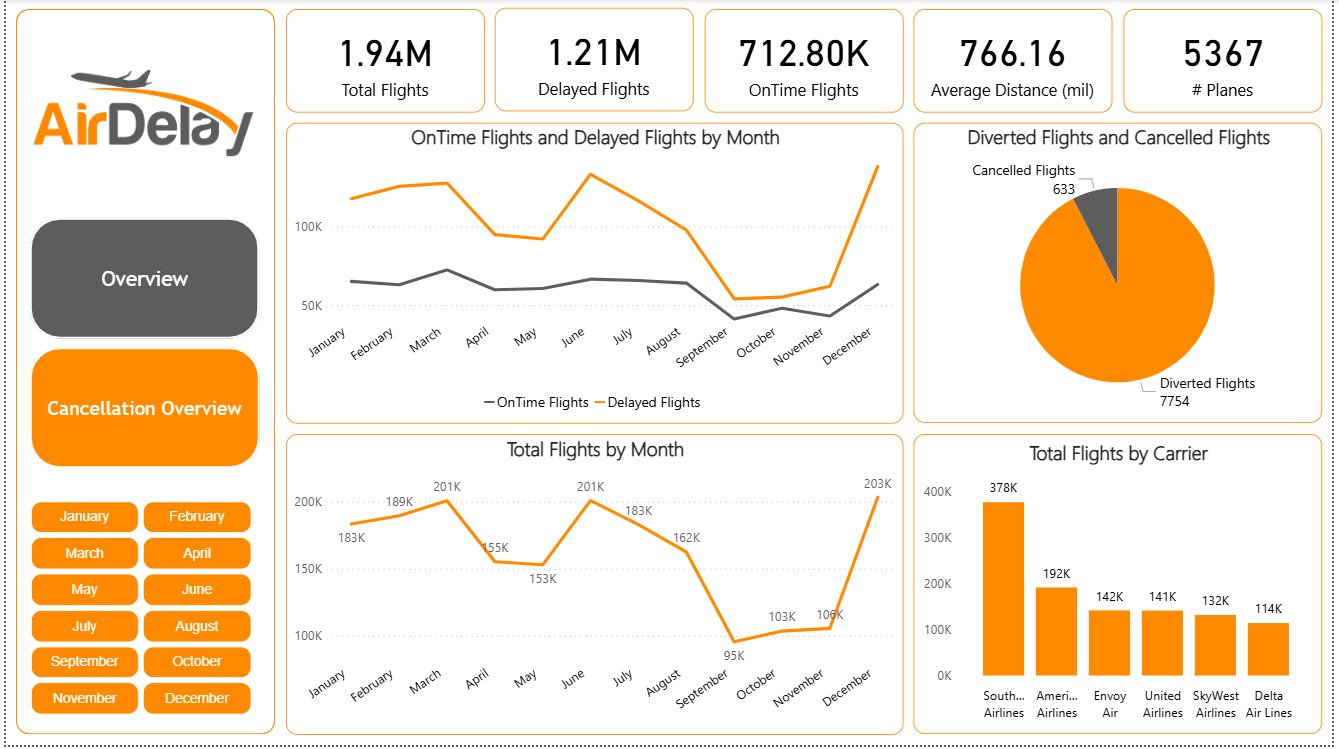 AirDelay
Overview
Cancellation Overview
January
February
March
April
May
June
July
August
September
October
November
December
1.94M
Total Flights
1.21M
Delayed Flights
712.80K
OnTime Flights
766.16
Average Distance (mil)
5367
# Planes
OnTime Flights and Delayed Flights by Month
100K
50K
January
February
March
April
May
June
July
August
September
October
November
December
OnTime Flights
Delayed Flights
Diverted Flights and Cancelled Flights
Cancelled Flights
633
Diverted Flights
7754
Total Flights by Month
200K
150K
100K
183K
189K
201K
155K
153K
201K
183K
162K
95K
103K
106K
203K
January
February
March
April
May
June
July
August
September
October
November
December
Total Flights by Carrier
400K
300K
200K
100K
0K
378K
192K
142K
141K
132K
114K
South...
Airlines
Ameri...
Airlines
Envoy
Air
United
Airlines
SkyWest
Airlines
Delta
Air Lines